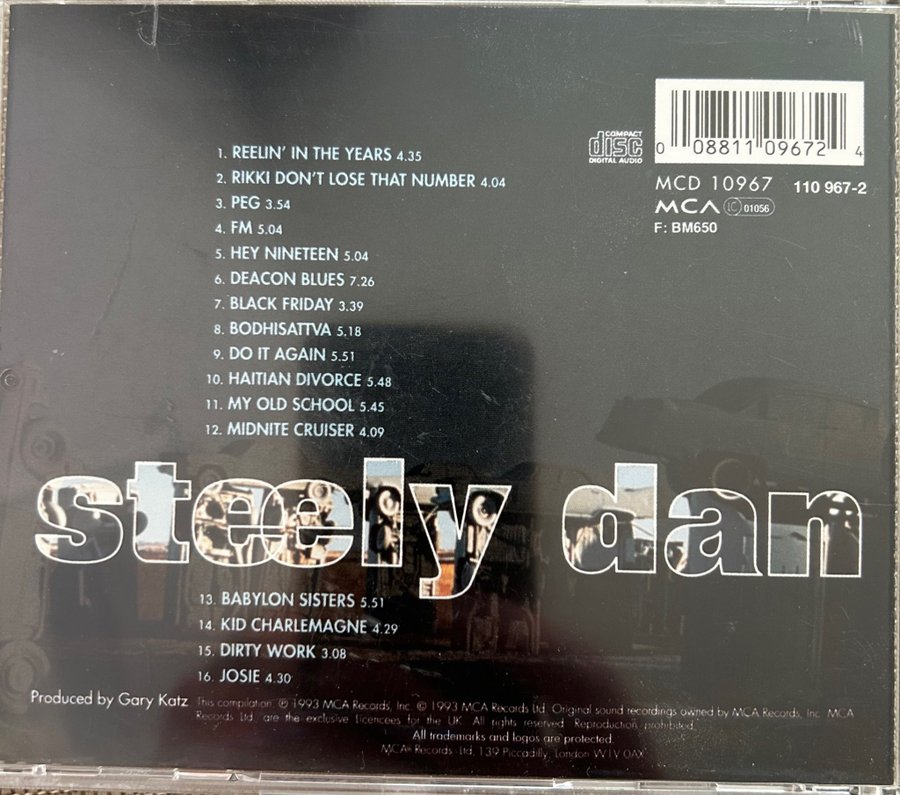 COMPACT
disc
DIGITAL AUDIO
0 08811 09672 4
MCD 10967 110 967-2
MCA LC 01056
F: BM650
1. REELIN' IN THE YEARS 4.35
2. RIKKI DON'T LOSE THAT NUMBER 4.04
3. PEG 3.54
4. FM 5.04
5. HEY NINETEEN 5.04
6. DEACON BLUES 7.26
7. BLACK FRIDAY 3.39
8. BODHISATTVA 5.18
9. DO IT AGAIN 5.51
10. HAITIAN DIVORCE 5.48
11. MY OLD SCHOOL 5.45
12. MIDNITE CRUISER 4.09
steely dan
13. BABYLON SISTERS 5.51
14. KID CHARLEMAGNE 4.29
15. DIRTY WORK 3.08
16. JOSIE 4.30
Produced by Gary Katz This compilation ℗ 1993 MCA Records, Inc. © 1993 MCA Records Ltd. Original sound recordings owned by MCA Records, Inc. MCA
Records Ltd. are the exclusive Licencees for the UK. All rights reserved. Reproduction prohibited.
All trademarks and logos are protected.
MCA Records Ltd, 139 Piccadilly, London W1V 0AX